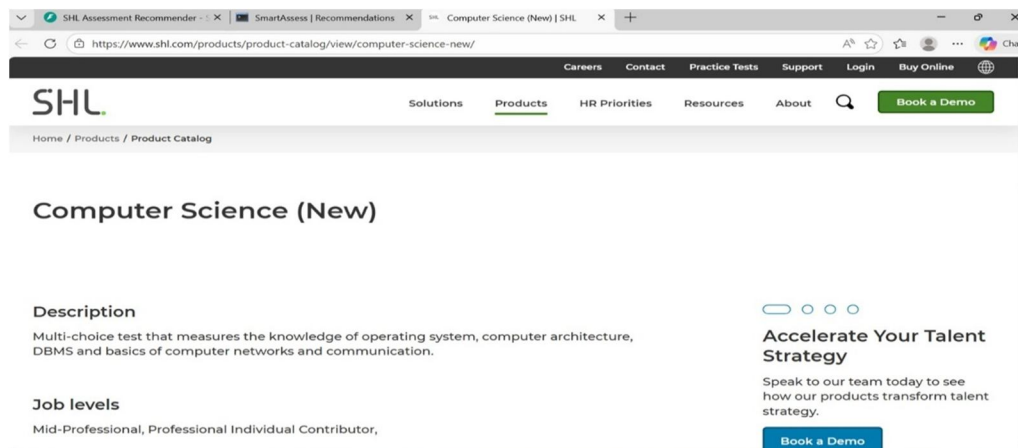 SHL Assessment Recommender - S
SmartAssess | Recommendations
Computer Science (New) | SHL
https://www.shl.com/products/product-catalog/view/computer-science-new/
Careers Contact Practice Tests Support Login Buy Online
SHL.
Solutions Products HR Priorities Resources About
Book a Demo
Home / Products / Product Catalog
Computer Science (New)
Description
Multi-choice test that measures the knowledge of operating system, computer architecture,
DBMS and basics of computer networks and communication.
Job levels
Mid-Professional, Professional Individual Contributor,
Accelerate Your Talent
Strategy
Speak to our team today to see
how our products transform talent
strategy.
Book a Demo